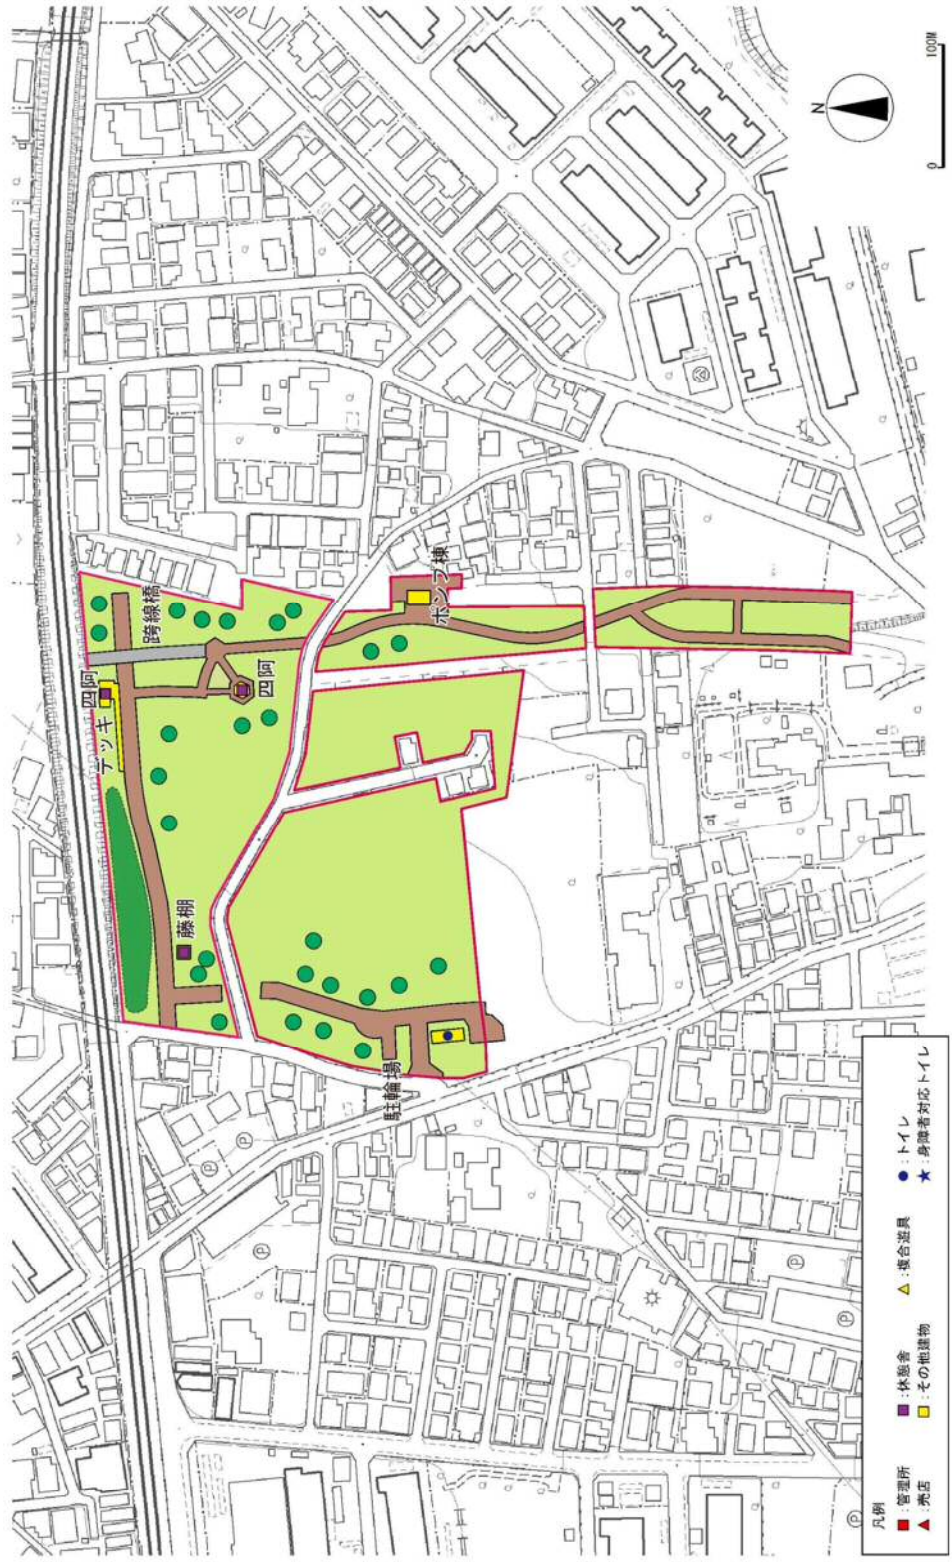 N
0
100M
四阿
デッキ
跨線橋
四阿
藤棚
ポンプ棟
駐輪場
凡例
■:管理所
■:休憩舎
△:複合遊具
●:トイレ
▲:売店
■:その他建物
★:身障者対応トイレ
P
P
P
P
P
P